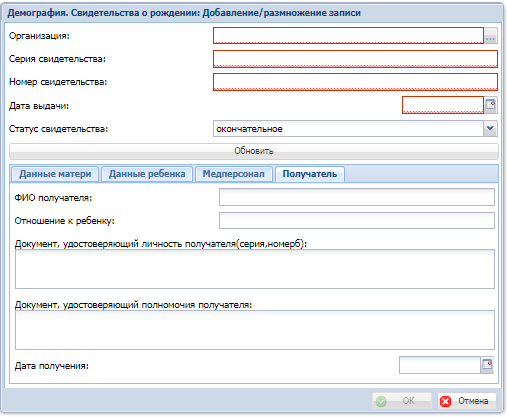 Демография. Свидетельства о рождении: Добавление/размножение записи
Организация:
...
Серия свидетельства:
Номер свидетельства:
Дата выдачи:
Статус свидетельства: окончательное
Обновить
Данные матери Данные ребенка Медперсонал Получатель
ФИО получателя:
Отношение к ребенку:
Документ, удостоверяющий личность получателя(серия,номерб):
Документ, удостоверяющий полномочия получателя:
Дата получения:
ОК Отмена